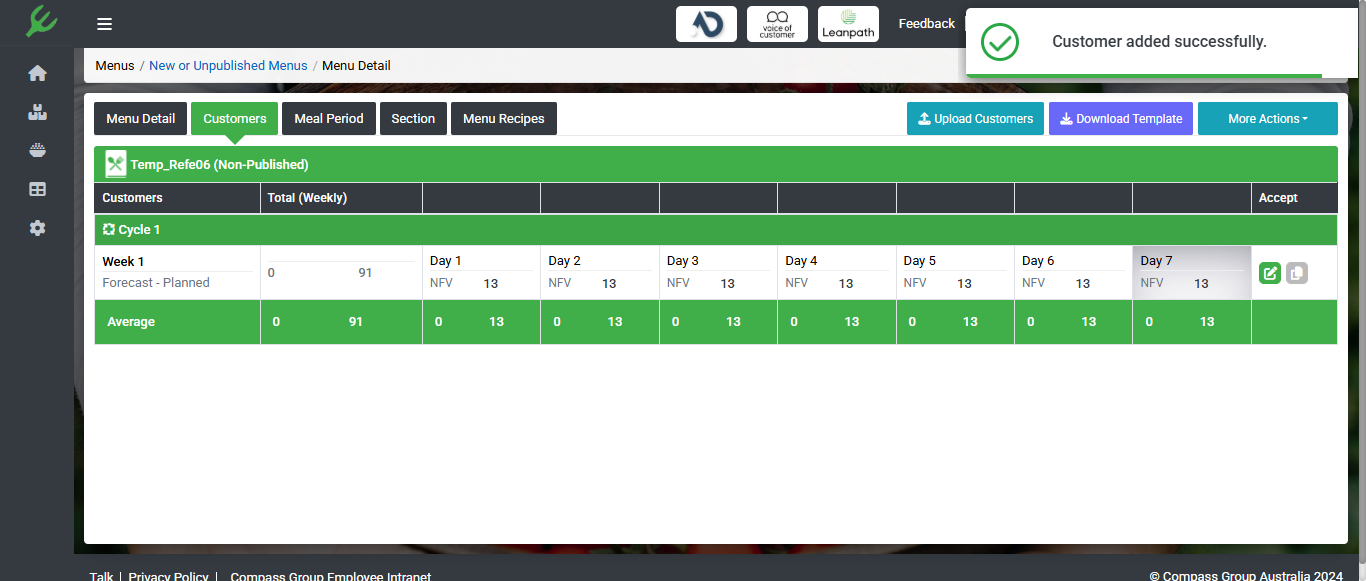 voice of customer
Leanpath
Feedback
Customer added successfully.
Menus / New or Unpublished Menus / Menu Detail
Menu Detail Customers Meal Period Section Menu Recipes Upload Customers Download Template More Actions
Temp_Refe06 (Non-Published)
Customers Total (Weekly) Accept
Cycle 1
Week 1 Day 1 Day 2 Day 3 Day 4 Day 5 Day 6 Day 7
Forecast - Planned 0 91 NFV 13 NFV 13 NFV 13 NFV 13 NFV 13 NFV 13 NFV 13
Average 0 91 0 13 0 13 0 13 0 13 0 13 0 13 0 13
Talk | Privacy Policy | Compass Group Employee Intranet © Compass Group Australia 2024